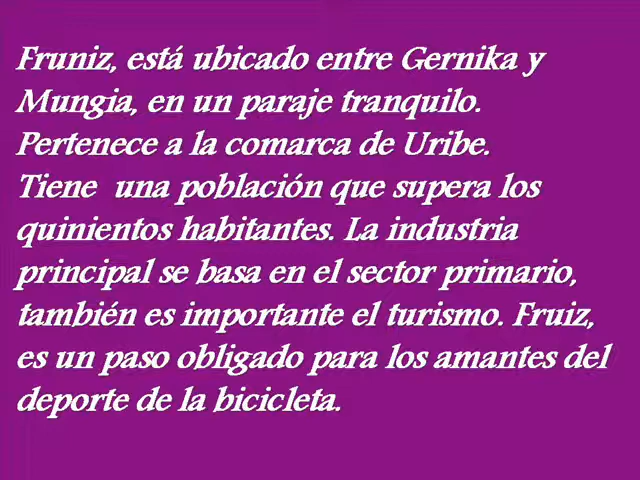 Fruniz, está ubicado entre Gernika y
Mungia, en un paraje tranquilo.
Pertenece a la comarca de Uribe.
Tiene  una población que supera los
quinientos habitantes. La industria
principal se basa en el sector primario,
también es importante el turismo. Fruiz,
es un paso obligado para los amantes del
deporte de la bicicleta.